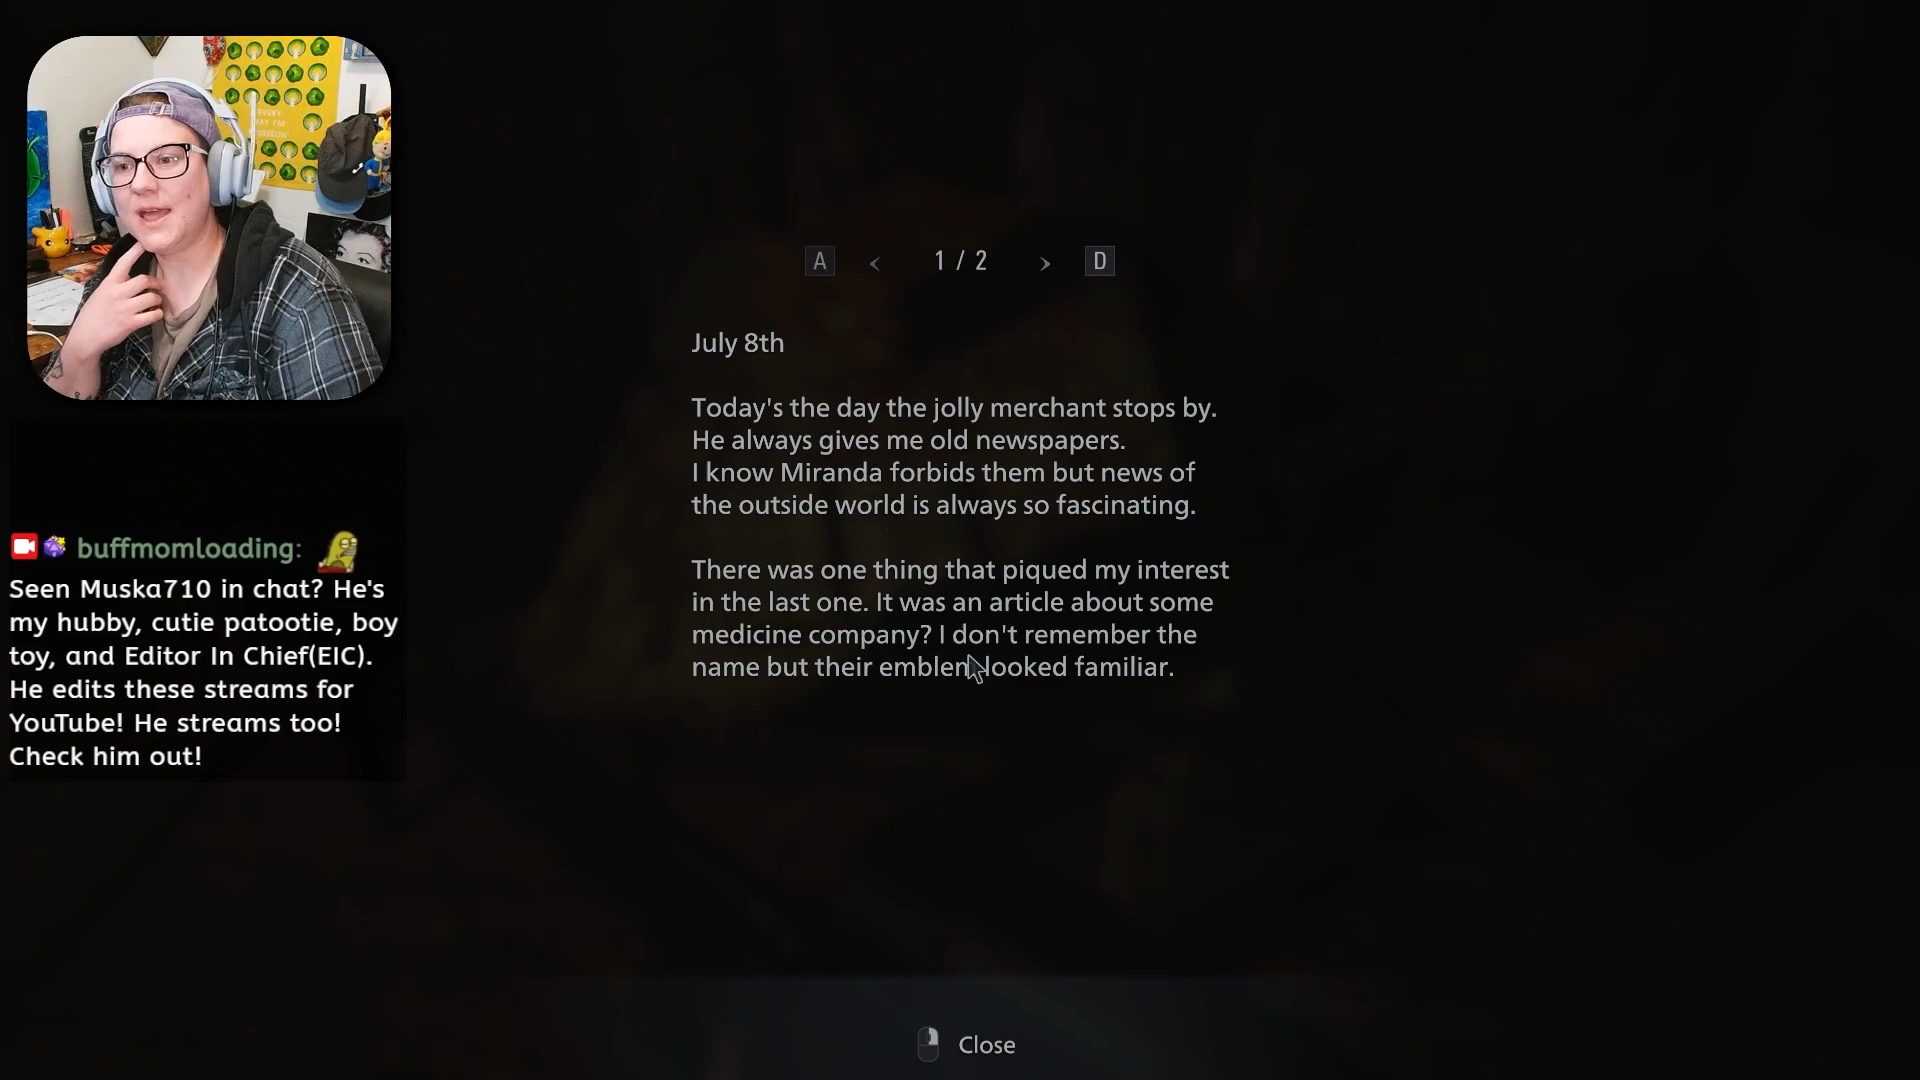 A < 1 / 2 > D
July 8th
Today's the day the jolly merchant stops by.
He always gives me old newspapers.
I know Miranda forbids them but news of
the outside world is always so fascinating.
There was one thing that piqued my interest
in the last one. It was an article about some
medicine company? I don't remember the
name but their emblem looked familiar.
buffmomloading:
Seen Muska710 in chat? He's
my hubby, cutie patootie, boy
toy, and Editor In Chief(EIC).
He edits these streams for
YouTube! He streams too!
Check him out!
Close